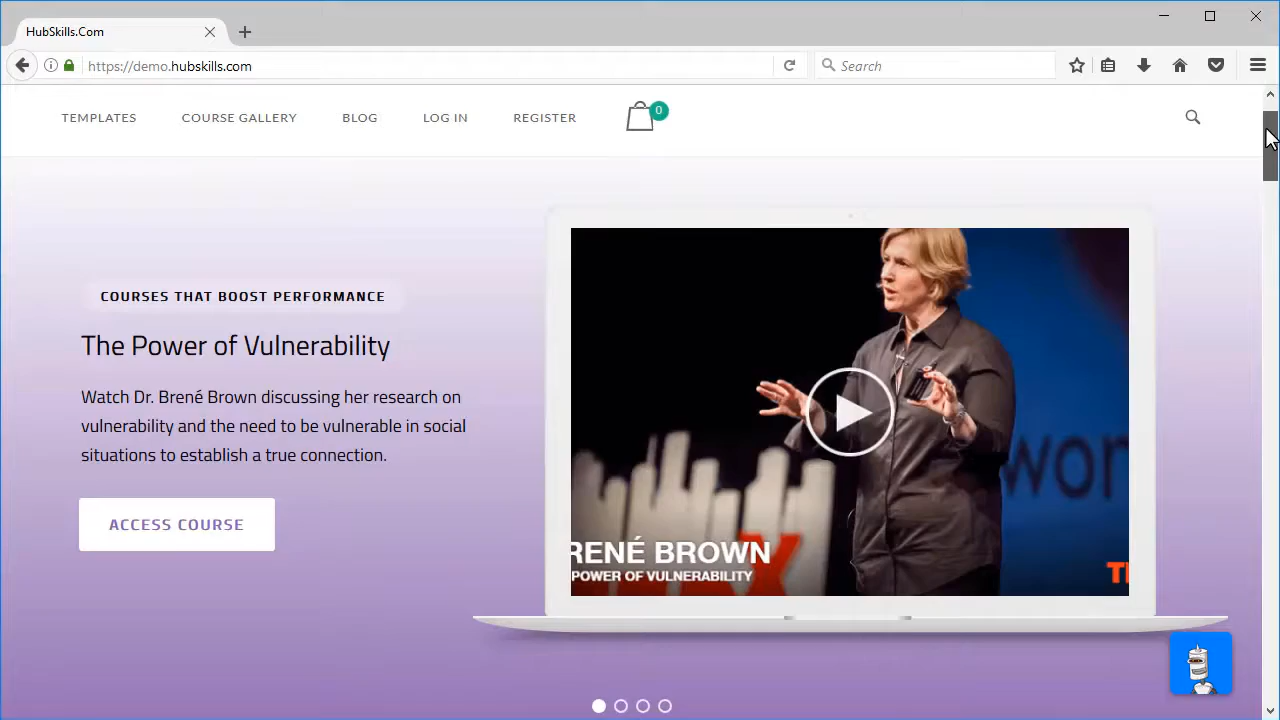 HubSkills.Com
https://demo.hubskills.com
Search
TEMPLATES
COURSE GALLERY
BLOG
LOG IN
REGISTER
0
COURSES THAT BOOST PERFORMANCE
The Power of Vulnerability
Watch Dr. Brené Brown discussing her research on
vulnerability and the need to be vulnerable in social
situations to establish a true connection.
ACCESS COURSE
wor
RENÉ BROWN
POWER OF VULNERABILITY
X
TE